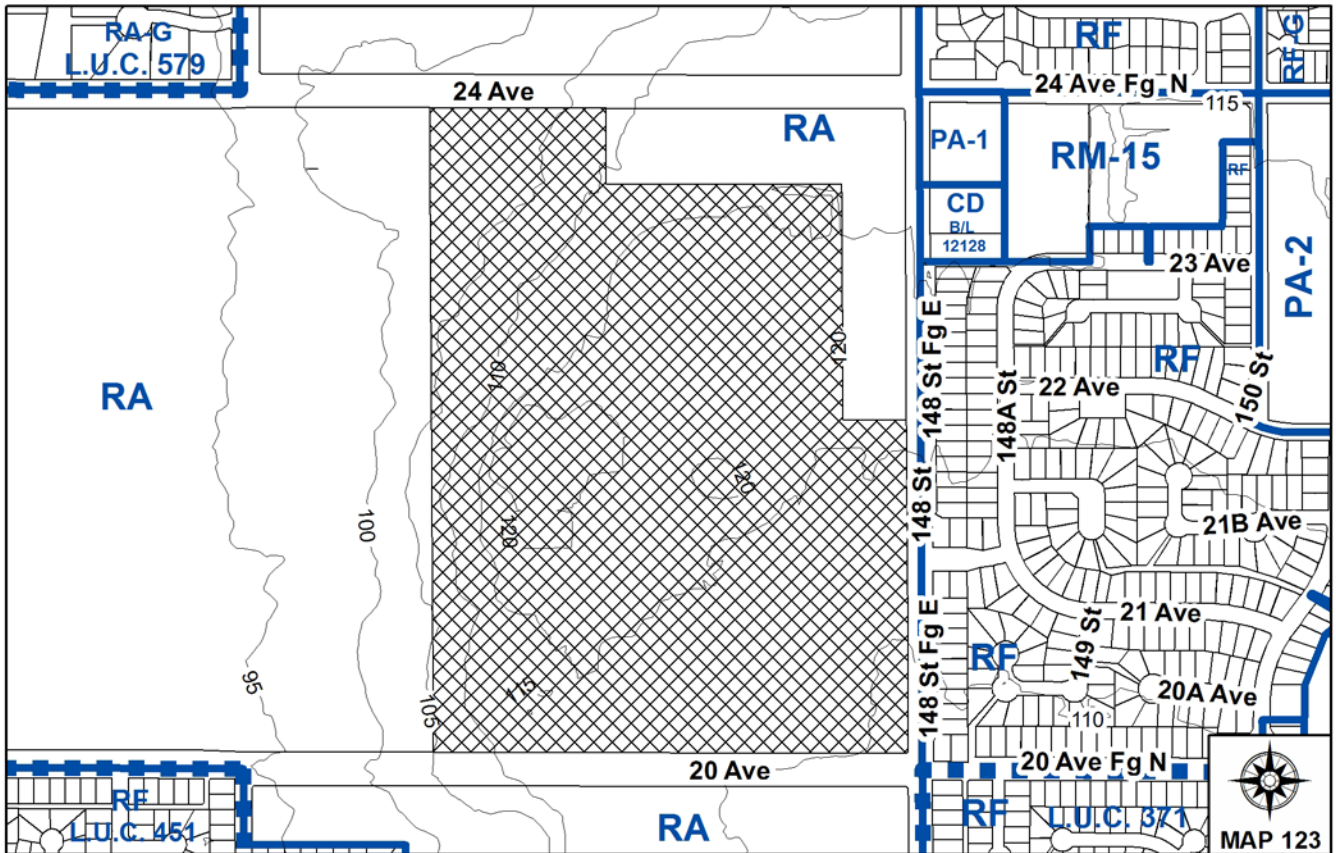 RA-G
L.U.C. 579
RF
RF-G
24 Ave
24 Ave Fg N
115
RA
PA-1
RM-15
RF
CD
B/L
12128
23 Ave
PA-2
148 St Fg E
120
110
RF
RA
148A St
22 Ave
150 St
148 St
120
120
100
21B Ave
21 Ave
148 St Fg E
149 St
RF
95
115
105
20A Ave
110
20 Ave
20 Ave Fg N
RF
L.U.C. 451
RA
RF
L.U.C. 371
MAP 123